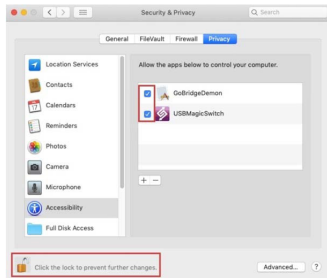 Security & Privacy
Search
General FileVault Firewall Privacy
Location Services
Contacts
Calendars
Reminders
Photos
Camera
Microphone
Accessibility
Full Disk Access
Allow the apps below to control your computer.
GoBridgeDemon
USBMagicSwitch
+ −
Click the lock to prevent further changes.
Advanced... ?